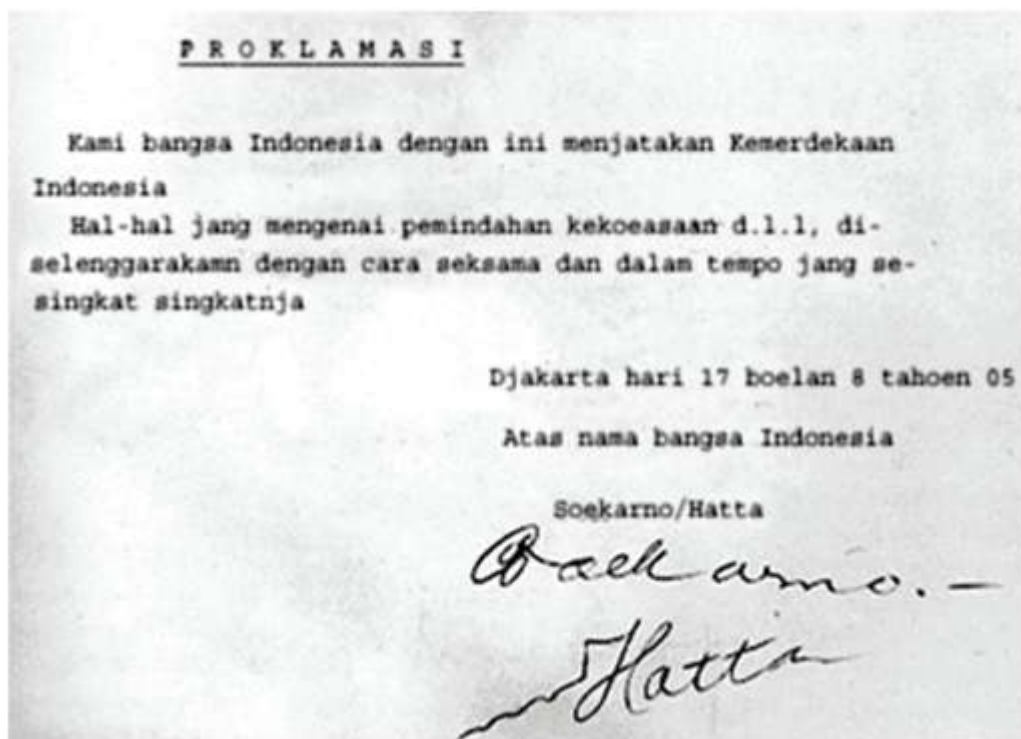 P R O K L A M A S I
Kami bangsa Indonesia dengan ini menjatakan Kemerdekaan
Indonesia
Hal-hal jang mengenai pemindahan kekoeasaan d.l.l, di-
selenggarakamn dengan cara seksama dan dalam tempo jang se-
singkat singkatnja
Djakarta hari 17 boelan 8 tahoen 05
Atas nama bangsa Indonesia
Soekarno/Hatta
Soekarno.-
Hatta